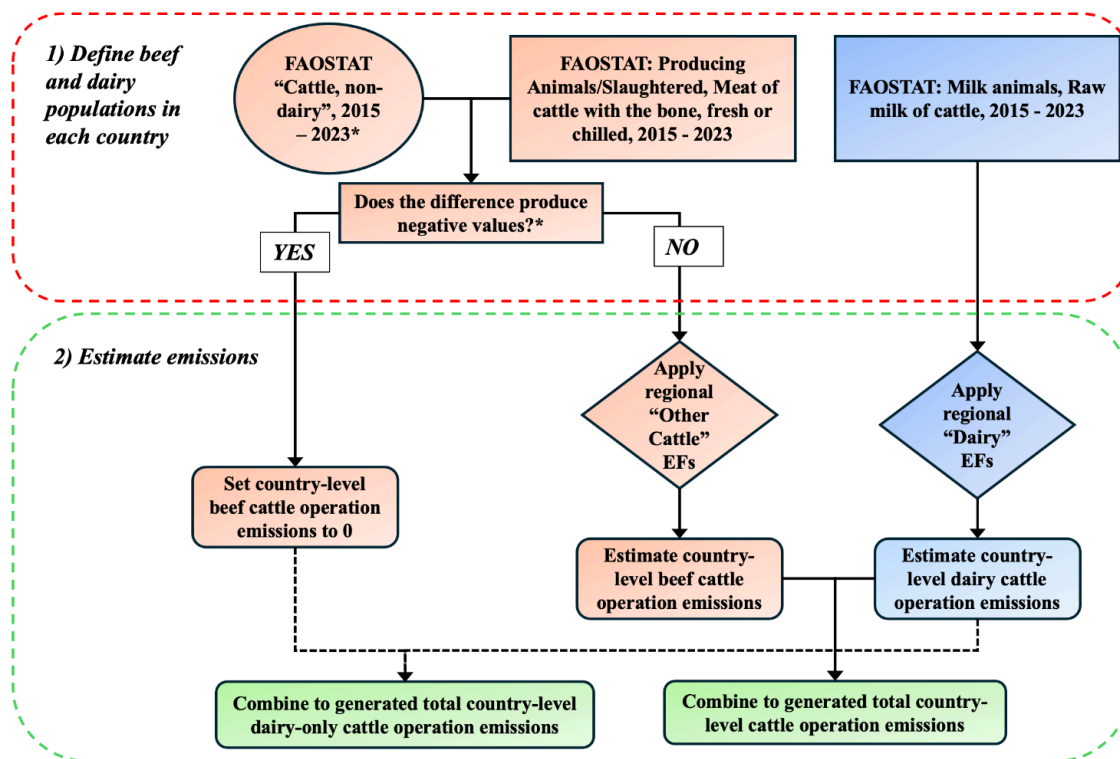 1) Define beef
and dairy
populations in
each country
FAOSTAT
“Cattle, non-
dairy”, 2015
– 2023*
FAOSTAT: Producing
Animals/Slaughtered, Meat of
cattle with the bone, fresh or
chilled, 2015 - 2023
FAOSTAT: Milk animals, Raw
milk of cattle, 2015 - 2023
Does the difference produce
negative values?*
YES
NO
2) Estimate emissions
Apply
regional
“Other
Cattle”
EFs
Apply
regional
“Dairy”
EFs
Set country-level
beef cattle operation
emissions to 0
Estimate country-
level beef cattle
operation emissions
Estimate country-
level dairy cattle
operation emissions
Combine to generated total country-level
dairy-only cattle operation emissions
Combine to generated total country-
level cattle operation emissions